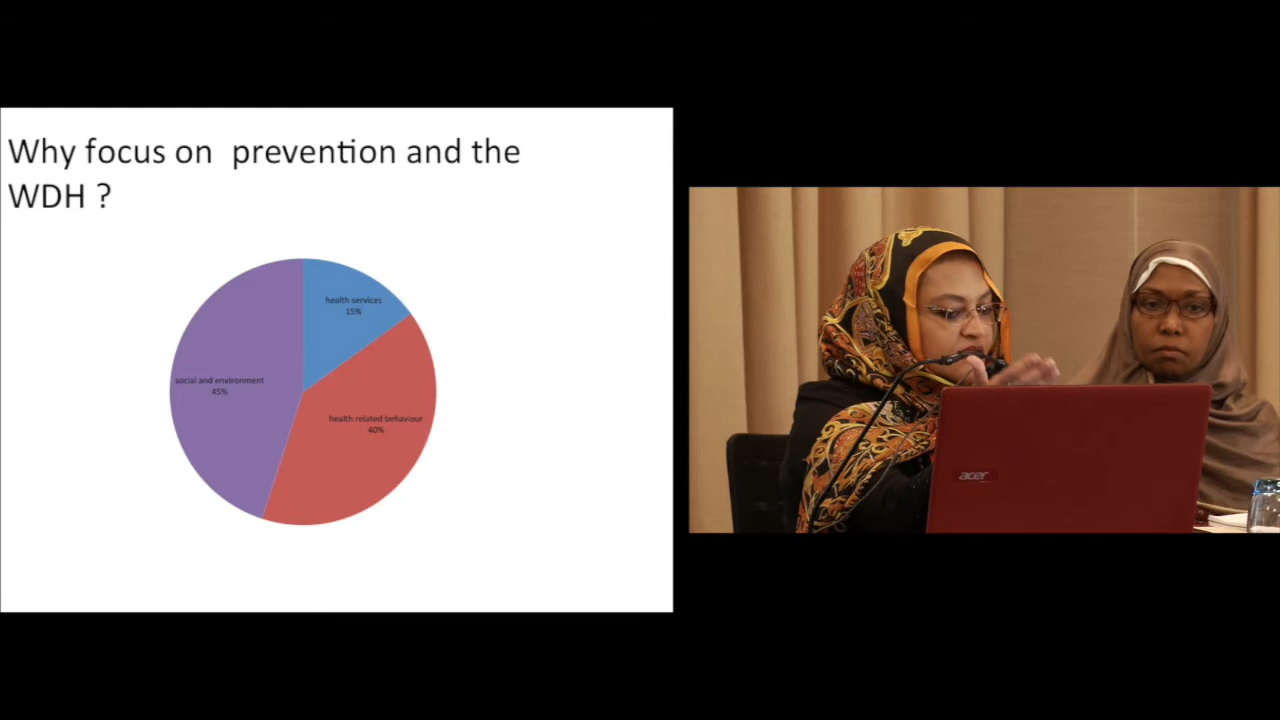 Why focus on  prevention and the
WDH ?
health services
15%
social and environment
45%
health related behaviour
40%
acer